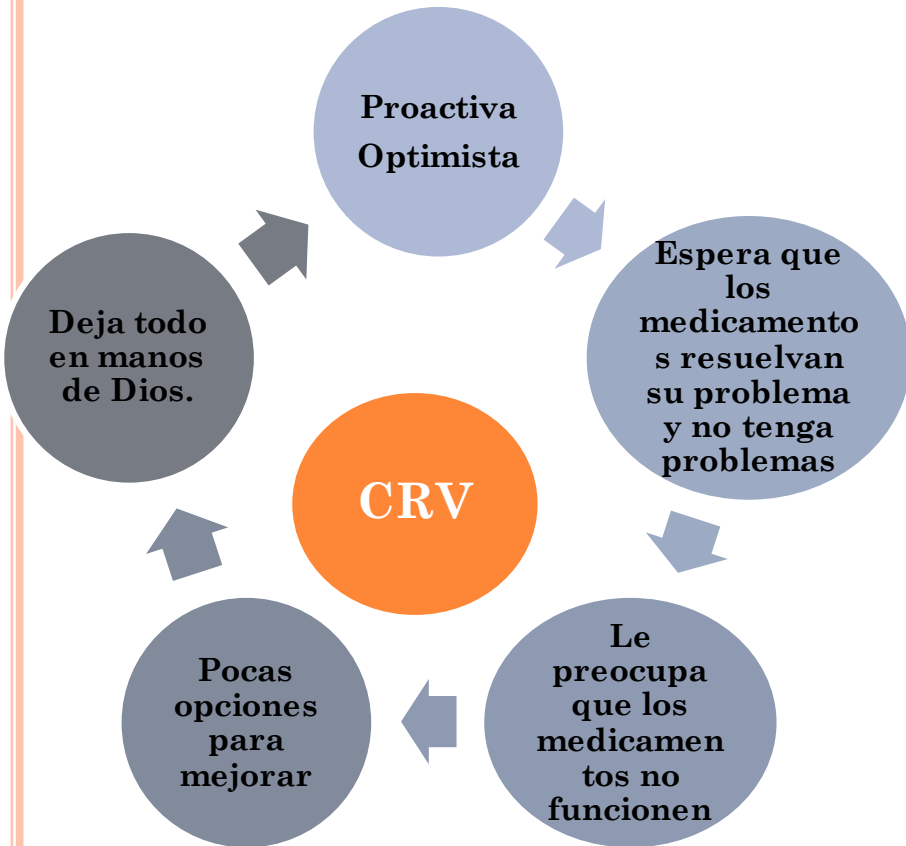 Proactiva
Optimista
Espera que
los
medicamento
s resuelvan
su problema
y no tenga
problemas
Le
preocupa
que los
medicamen
tos no
funcionen
Pocas
opciones
para
mejorar
Deja todo
en manos
de Dios.
CRV